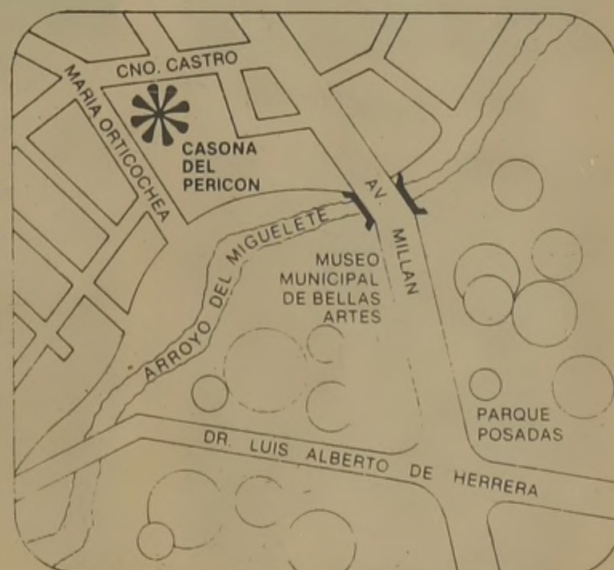 CNO. CASTRO
MARIA ORTICOCHEA
CASONA
DEL
PERICON
AV. MILLAN
ARROYO DEL MIGUELETE
MUSEO
MUNICIPAL
DE BELLAS
ARTES
PARQUE
POSADAS
DR. LUIS ALBERTO DE HERRERA